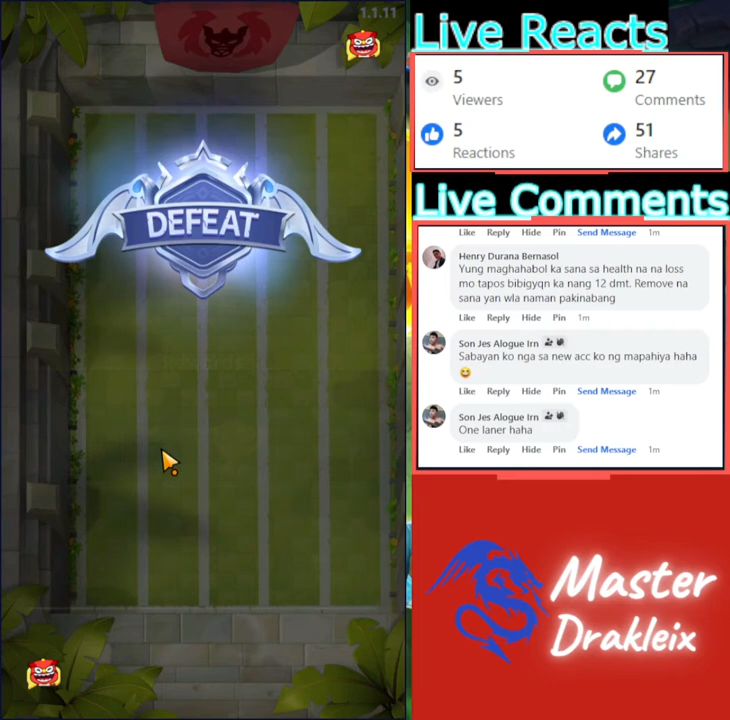 1.1.11
DEFEAT
Live Reacts
5
Viewers
27
Comments
5
Reactions
51
Shares
Live Comments
Like Reply Hide Pin Send Message 1m
Henry Durana Bernasol
Yung maghahabol ka sana sa health na na loss
mo tapos bibigyqn ka nang 12 dmt. Remove na
sana yan wla naman pakinabang
Like Reply Hide Pin 1m
Son Jes Alogue Irn
Sabayan ko nga sa new acc ko ng mapahiya haha
😆
Like Reply Hide Pin Send Message 1m
Son Jes Alogue Irn
One laner haha
Like Reply Hide Pin Send Message 1m
Master
Drakleix